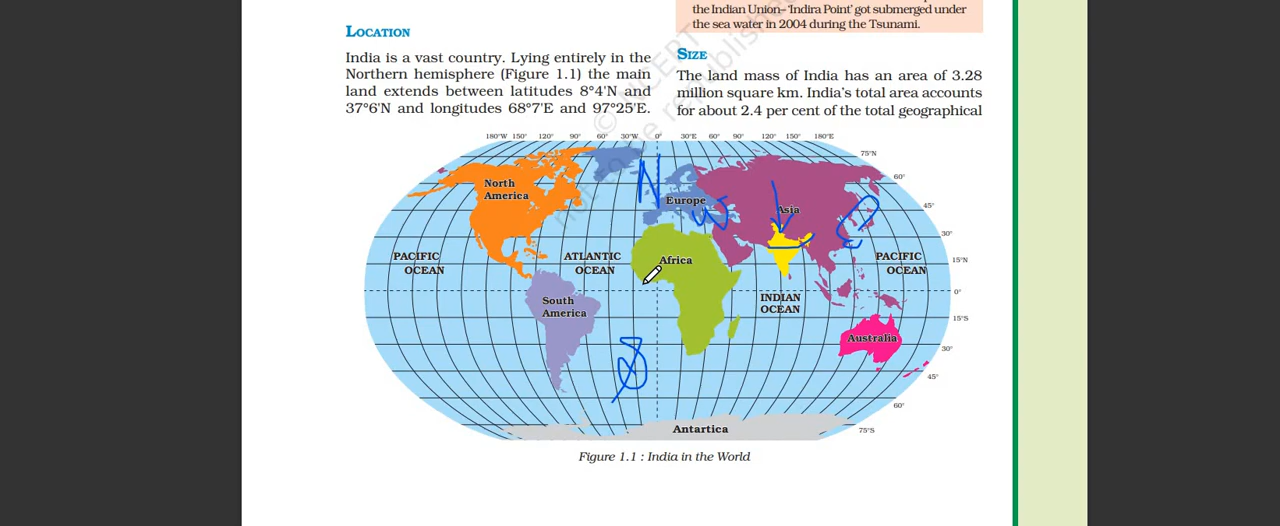 the Indian Union– 'Indira Point' got submerged under
the sea water in 2004 during the Tsunami.
LOCATION
India is a vast country. Lying entirely in the
Northern hemisphere (Figure 1.1) the main
land extends between latitudes 8°4'N and
37°6'N and longitudes 68°7'E and 97°25'E.
SIZE
The land mass of India has an area of 3.28
million square km. India's total area accounts
for about 2.4 per cent of the total geographical
© NCERT
not to be republished
180°W 150° 120° 90° 60° 30°W 0° 30°E 60° 90° 120° 150° 180°E
75°N
60°
45°
30°
15°N
0°
15°S
30°
45°
60°
75°S
North
America
Europe
Asia
PACIFIC
OCEAN
ATLANTIC
OCEAN
Africa
PACIFIC
OCEAN
South
America
INDIAN
OCEAN
Australia
Antartica
N
S
Figure 1.1 : India in the World